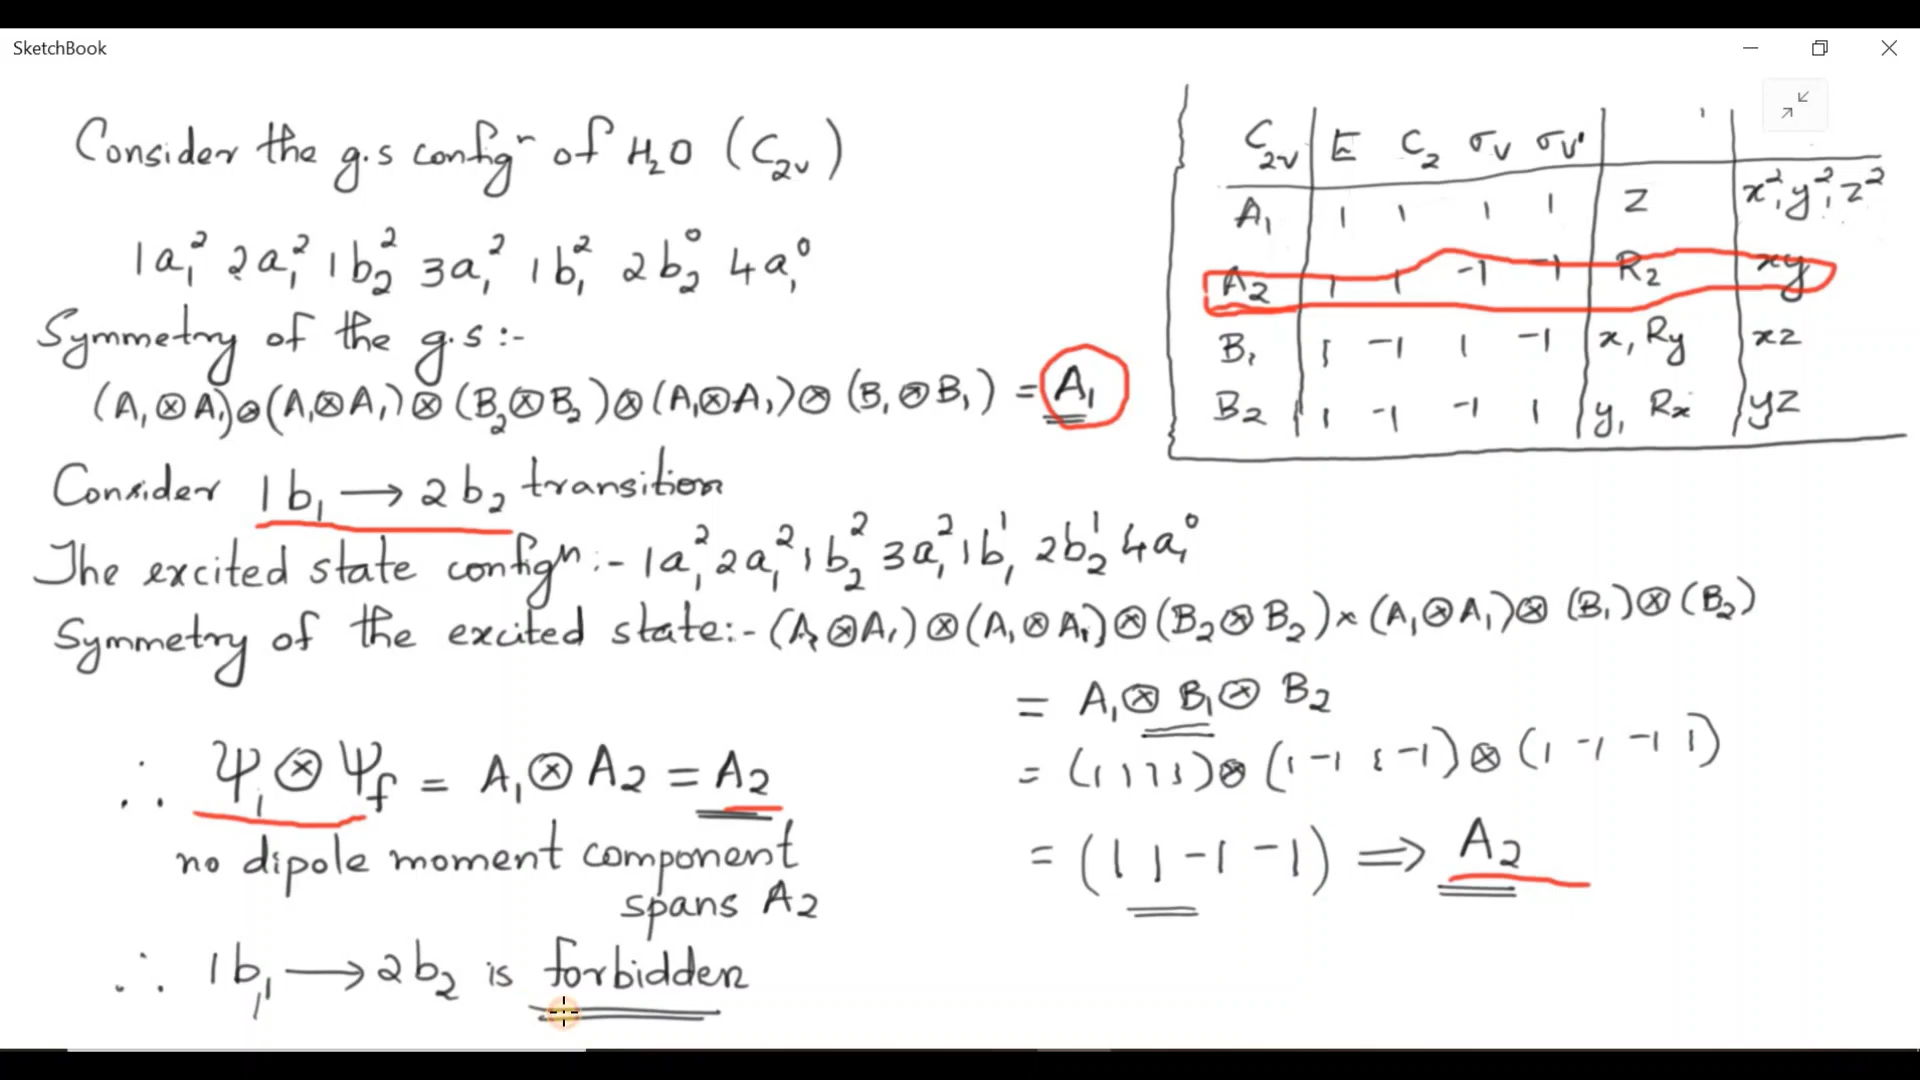 SketchBook
Consider the g.s configⁿ of H₂O (C₂ᵥ)
1a₁² 2a₁² 1b₂² 3a₁² 1b₁² 2b₂⁰ 4a₁⁰
Symmetry of the g.s :-
(A₁⊗A₁)⊗(A₁⊗A₁)⊗(B₂⊗B₂)⊗(A₁⊗A₁)⊗(B₁⊗B₁) = A₁
Consider 1b₁ → 2b₂ transition
The excited state configⁿ :- 1a₁² 2a₁² 1b₂² 3a₁² 1b₁¹ 2b₂¹ 4a₁⁰
Symmetry of the excited state:- (A₁⊗A₁)⊗(A₁⊗A₁)⊗(B₂⊗B₂)×(A₁⊗A₁)⊗(B₁)⊗(B₂)
= A₁⊗B₁⊗B₂
= (1 1 1 1)⊗(1 -1 1 -1)⊗(1 -1 -1 1)
= (1 1 -1 -1) ⇒ A₂
∴ Ψᵢ⊗Ψf = A₁⊗A₂ = A₂
no dipole moment component
spans A₂
∴ 1b₁ → 2b₂ is forbidden
C₂ᵥ E C₂ σᵥ σᵥ'
A₁ 1 1 1 1 z x², y², z²
A₂ 1 1 -1 -1 Rz xy
B₁ 1 -1 1 -1 x, Ry xz
B₂ 1 -1 -1 1 y, Rx yz